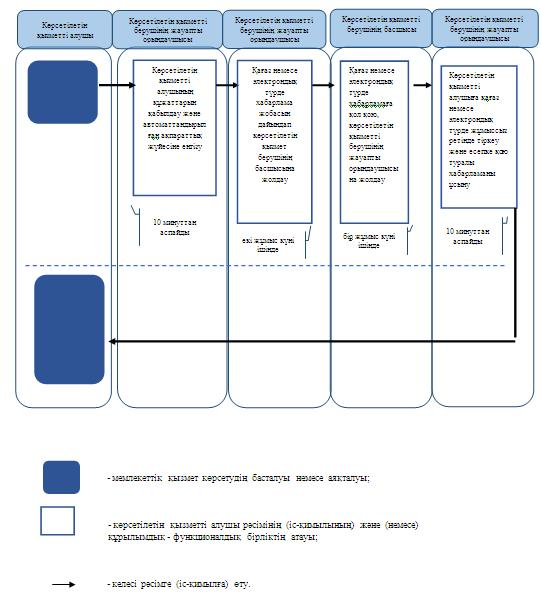 Көрсетілетін
қызметті алушы
Көрсетілетін қызметті
берушінің жауапты
орындаушысы
Көрсетілетін қызметті
берушінің жауапты
орындаушысы
Көрсетілетін қызметті
берушінің басшысы
Көрсетілетін қызметті
берушінің жауапты
орындаушысы
Көрсетілетін
қызметті
алушының
құжаттарын
қабылдау және
автоматтандырыл
ған ақпараттық
жүйесіне енгізу
Қағаз немесе
электрондық
түрде
хабарлама
жобасын
дайындап
көрсетілетін
қызмет
берушінің
басшысына
жолдау
Қағаз немесе
электрондық
түрде
хабарламаға
қол қою,
көрсетілетін
қызметті
берушінің
жауапты
орындаушысы
на жолдау
Көрсетілетін
қызметті
алушыға қағаз
немесе
электрондық
түрде жұмыссыз
ретінде тіркеу
және есепке қою
туралы
хабарламаны
ұсыну
10 минуттан
аспайды
екі жұмыс күні
ішінде
бір жұмыс күні
ішінде
10 минуттан
аспайды
- мемлекеттік қызмет көрсетудің басталуы немесе аяқталуы;
- көрсетілетін қызметті алушы рәсімінің (іс-қимылының) және (немесе)
құрылымдық - функционалдық бірліктің атауы;
- келесі рәсімге (іс-қимылға) өту.